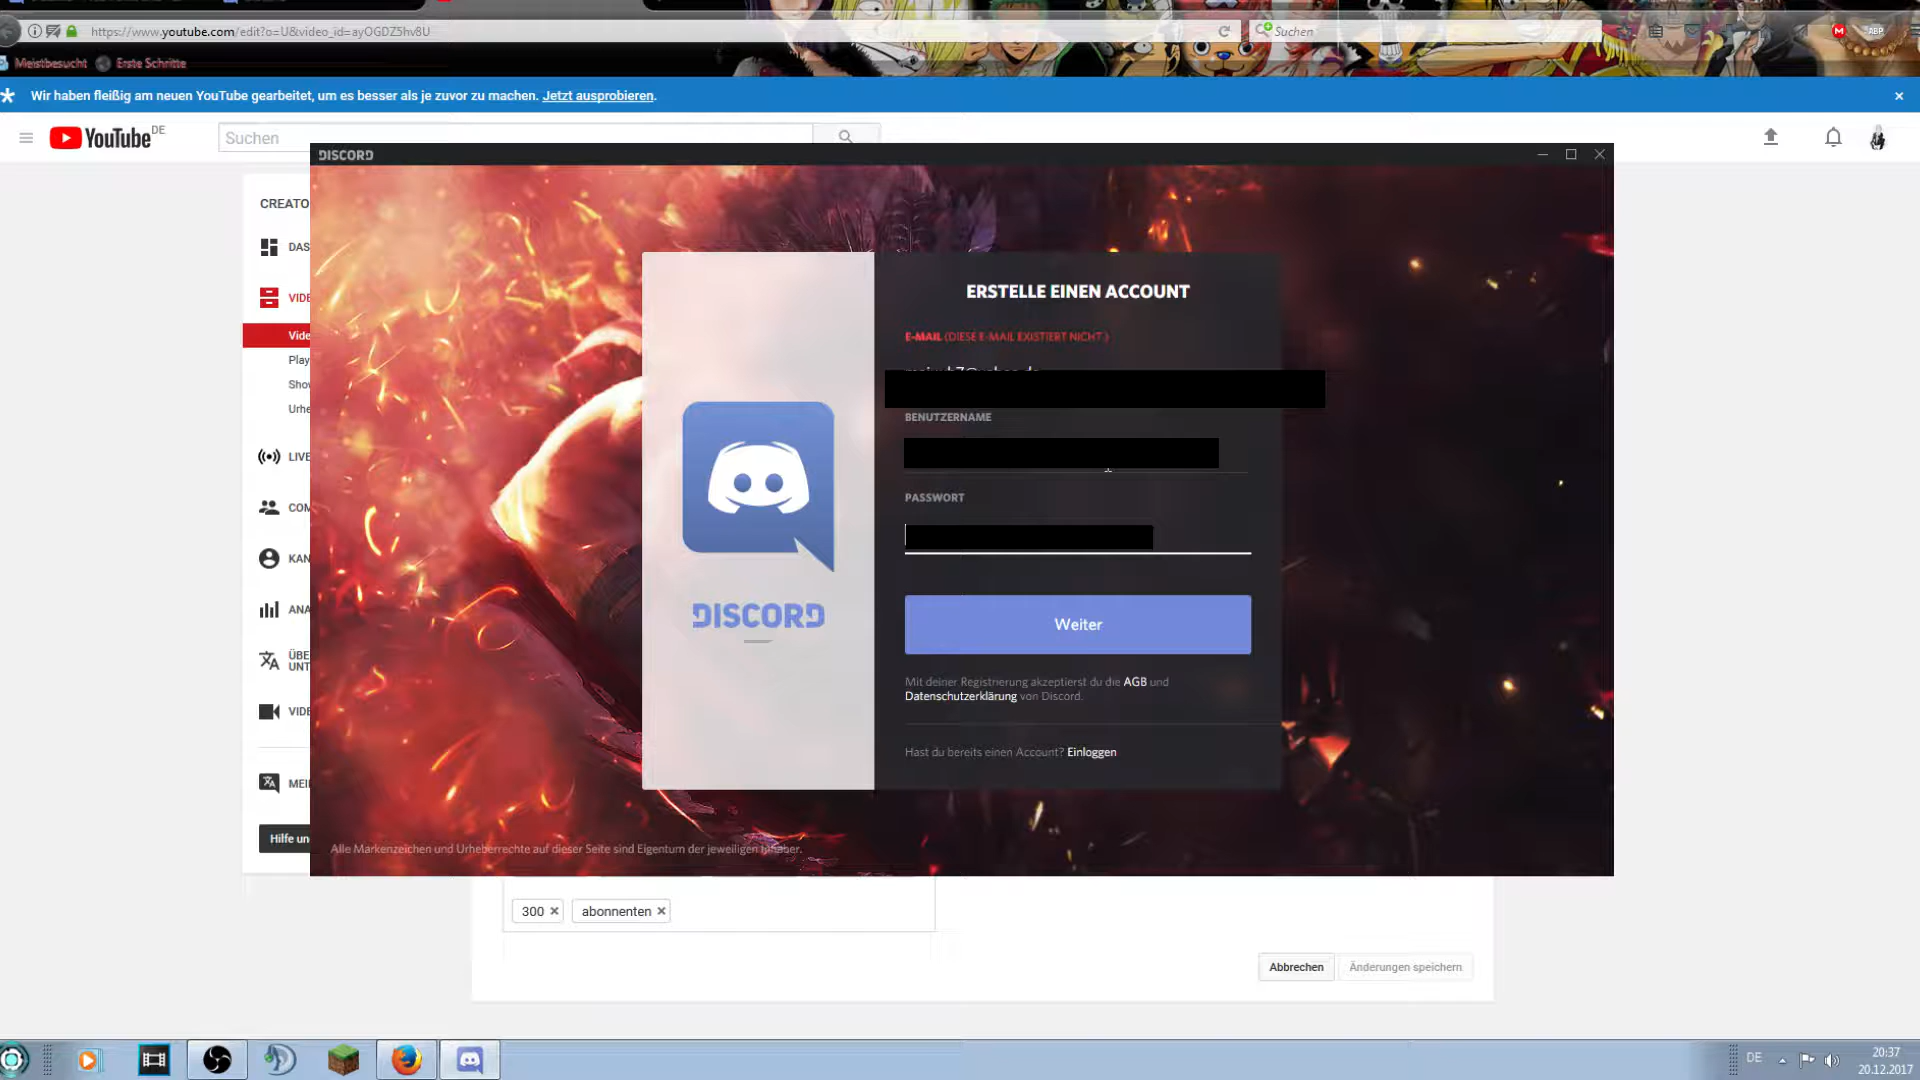 https://www.youtube.com/edit?o=U&video_id=ayOGDZ5hv8U
Suchen
ABP
Meistbesucht
Erste Schritte
Wir haben fleißig am neuen YouTube gearbeitet, um es besser als je zuvor zu machen. Jetzt ausprobieren.
YouTube DE
Suchen
DISCORD
CREATO
DAS
VIDE
Vide
Play
Show
Urhe
LIVE
COM
KAN
ANA
ÜBE
UNT
VIDE
MEI
Hilfe un
DISCORD
ERSTELLE EINEN ACCOUNT
E-MAIL (DIESE E-MAIL EXISTIERT NICHT.)
BENUTZERNAME
PASSWORT
Weiter
Mit deiner Registrierung akzeptierst du die AGB und
Datenschutzerklärung von Discord.
Hast du bereits einen Account? Einloggen
Alle Markenzeichen und Urheberrechte auf dieser Seite sind Eigentum der jeweiligen Inhaber.
300
abonnenten
Abbrechen
Änderungen speichern
DE
20:37
20.12.2017